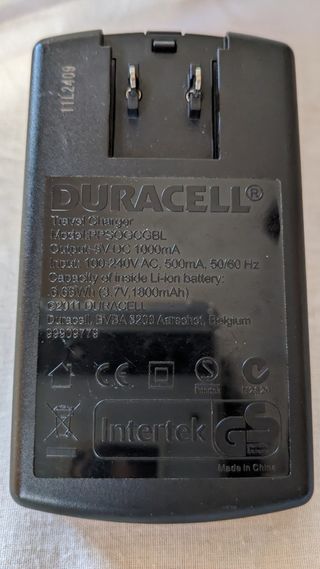 11L2409
DURACELL®
Travel Charger
Output: 5V DC 1000mA
Input: 100-240V AC, 500mA, 50/60 Hz
Capacity of inside Li-ion battery:
6.66Wh (3.7V, 1800mAh)
©2011 DURACELL
Duracell, BVBA 3200 Aarschot, Belgium
CE
Intertek
Intertek
GS
Made in China